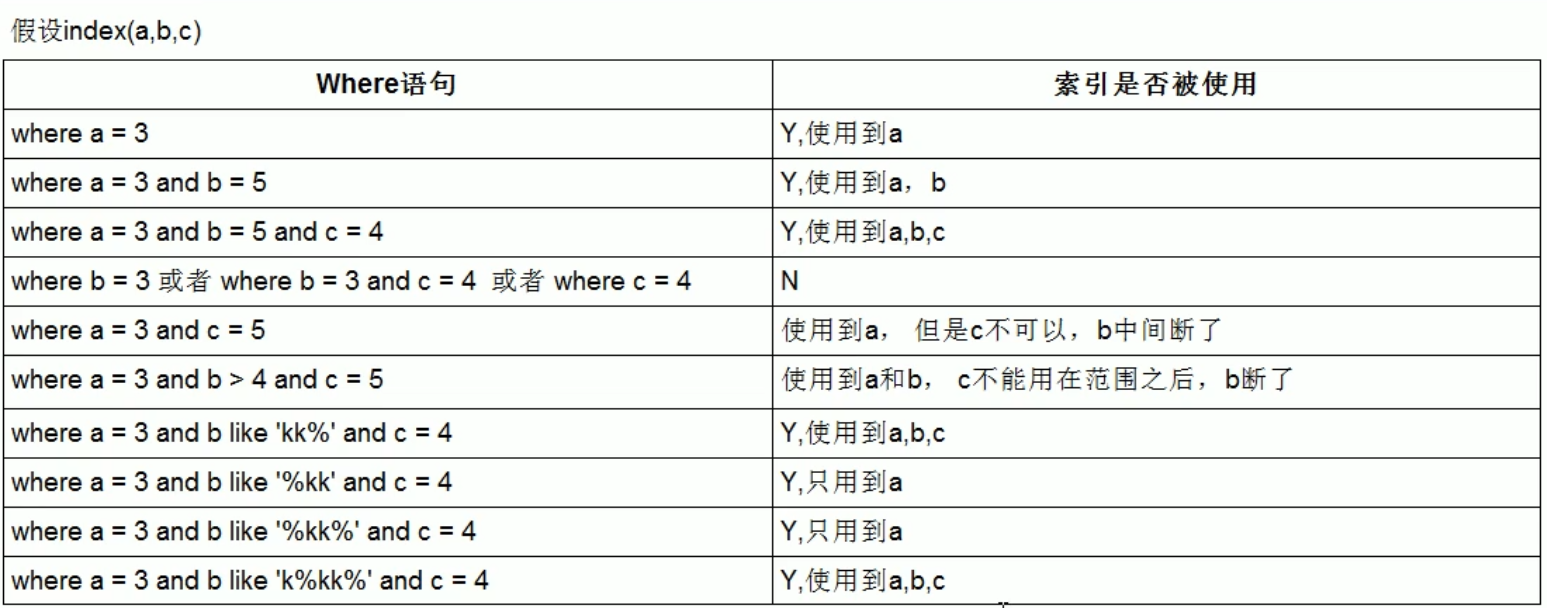 假设index(a,b,c)
Where语句 索引是否被使用
where a = 3 Y,使用到a
where a = 3 and b = 5 Y,使用到a，b
where a = 3 and b = 5 and c = 4 Y,使用到a,b,c
where b = 3 或者 where b = 3 and c = 4 或者 where c = 4 N
where a = 3 and c = 5 使用到a， 但是c不可以，b中间断了
where a = 3 and b > 4 and c = 5 使用到a和b， c不能用在范围之后，b断了
where a = 3 and b like 'kk%' and c = 4 Y,使用到a,b,c
where a = 3 and b like '%kk' and c = 4 Y,只用到a
where a = 3 and b like '%kk%' and c = 4 Y,只用到a
where a = 3 and b like 'k%kk%' and c = 4 Y,使用到a,b,c